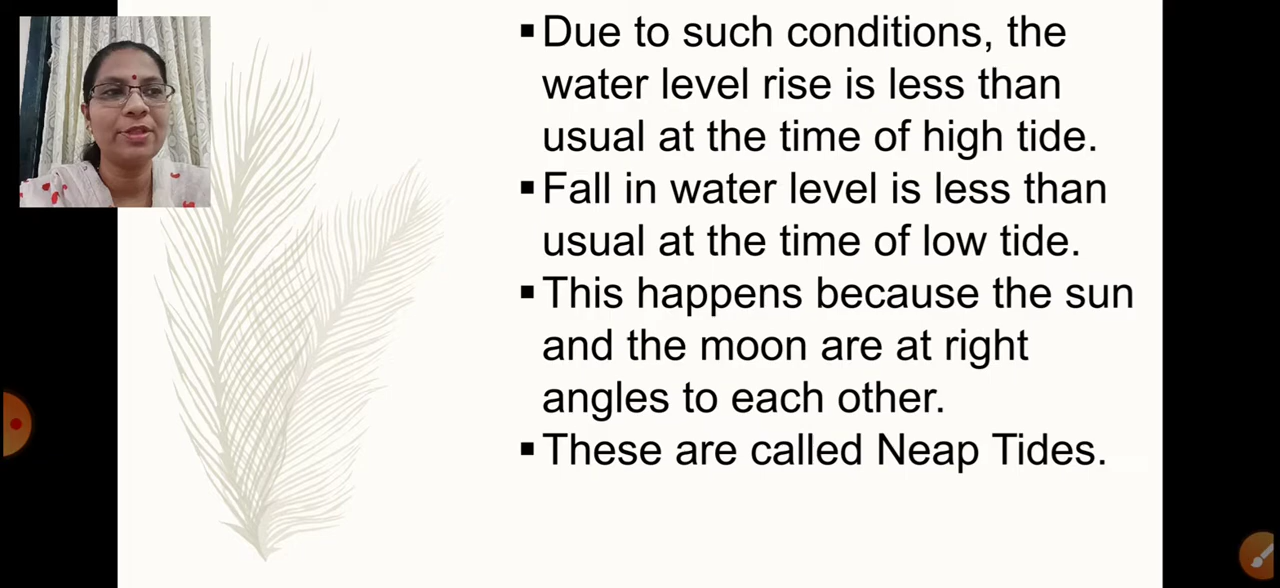 ▪Due to such conditions, the
water level rise is less than
usual at the time of high tide.
▪Fall in water level is less than
usual at the time of low tide.
▪This happens because the sun
and the moon are at right
angles to each other.
▪These are called Neap Tides.